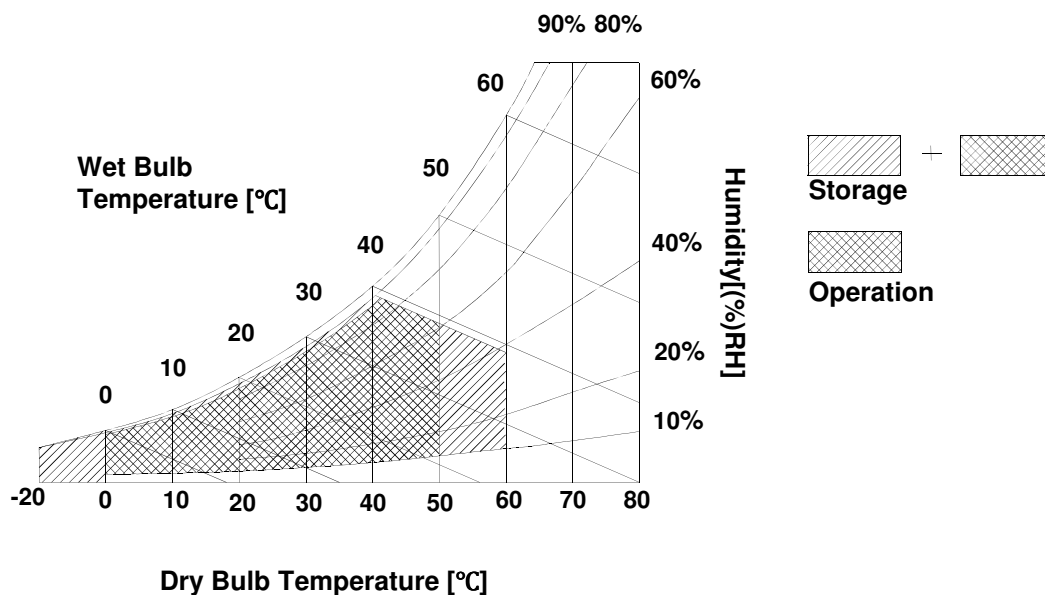 90% 80%
60
60%
50
Wet Bulb
Temperature [℃]
Storage
40
40%
30
Humidity[(%)RH]
Operation
20
20%
10
10%
0
-20 0 10 20 30 40 50 60 70 80
Dry Bulb Temperature [℃]